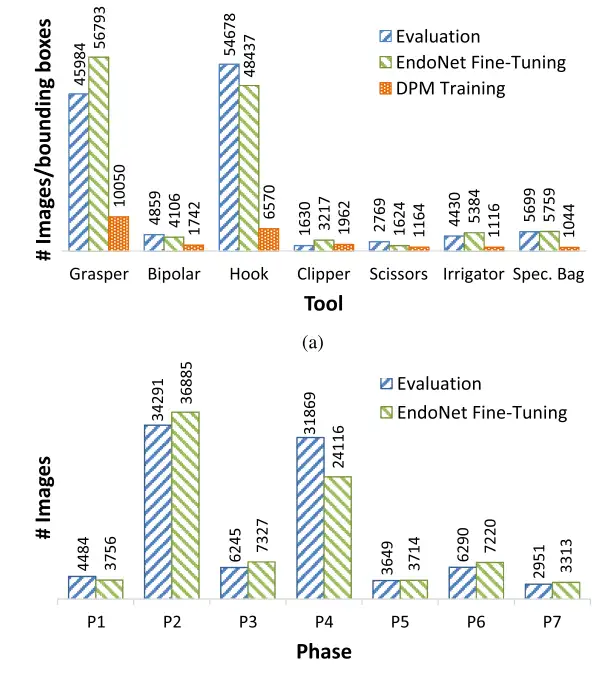 # Images/bounding boxes
45984
56793
10050
4859
4106
1742
54678
48437
6570
1630
3217
1962
2769
1624
1164
4430
5384
1116
5699
5759
1044
Evaluation
EndoNet Fine-Tuning
DPM Training
Grasper Bipolar Hook Clipper Scissors Irrigator Spec. Bag
Tool
(a)
# Images
4484
3756
34291
36885
6245
7327
31869
24116
3649
3714
6290
7220
2951
3313
Evaluation
EndoNet Fine-Tuning
P1 P2 P3 P4 P5 P6 P7
Phase